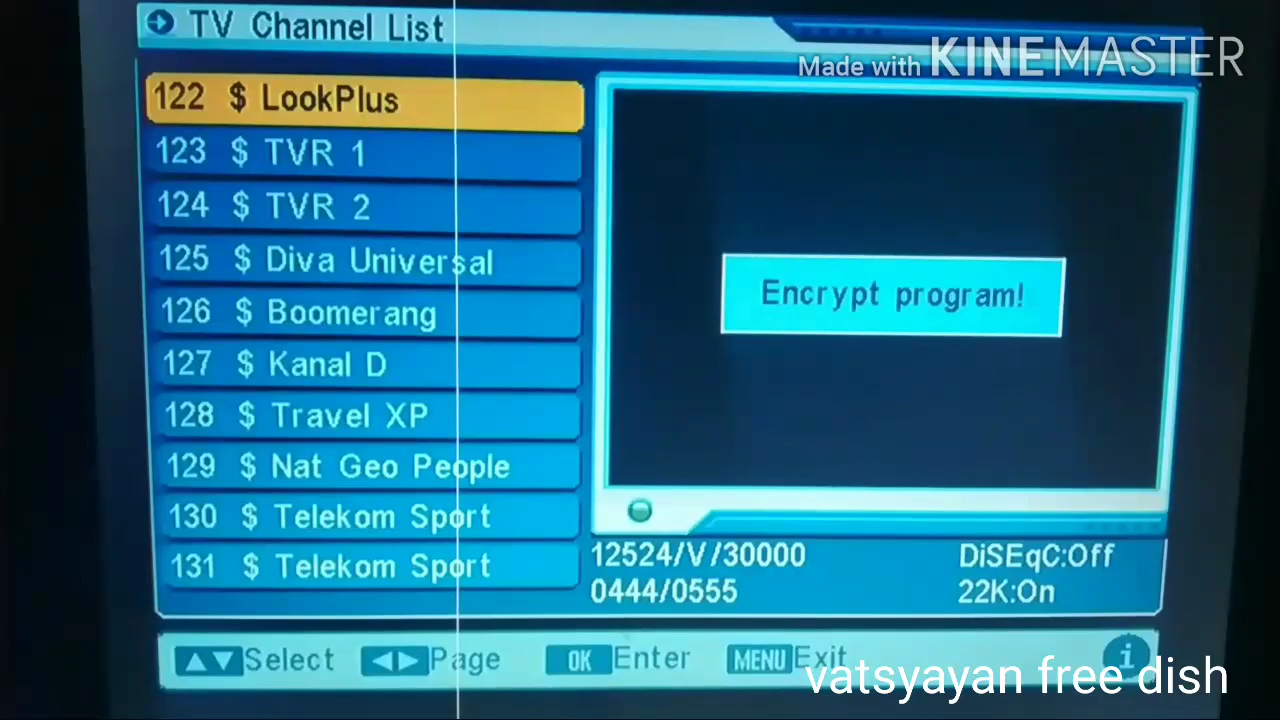 TV Channel List
Made with KINEMASTER
122 $ LookPlus
123 $ TVR 1
124 $ TVR 2
125 $ Diva Universal
126 $ Boomerang
127 $ Kanal D
128 $ Travel XP
129 $ Nat Geo People
130 $ Telekom Sport
131 $ Telekom Sport
Encrypt program!
12524/V/30000 DiSEqC:Off
0444/0555 22K:On
▲▼Select ◀▶Page OK Enter MENU Exit i
vatsyayan free dish